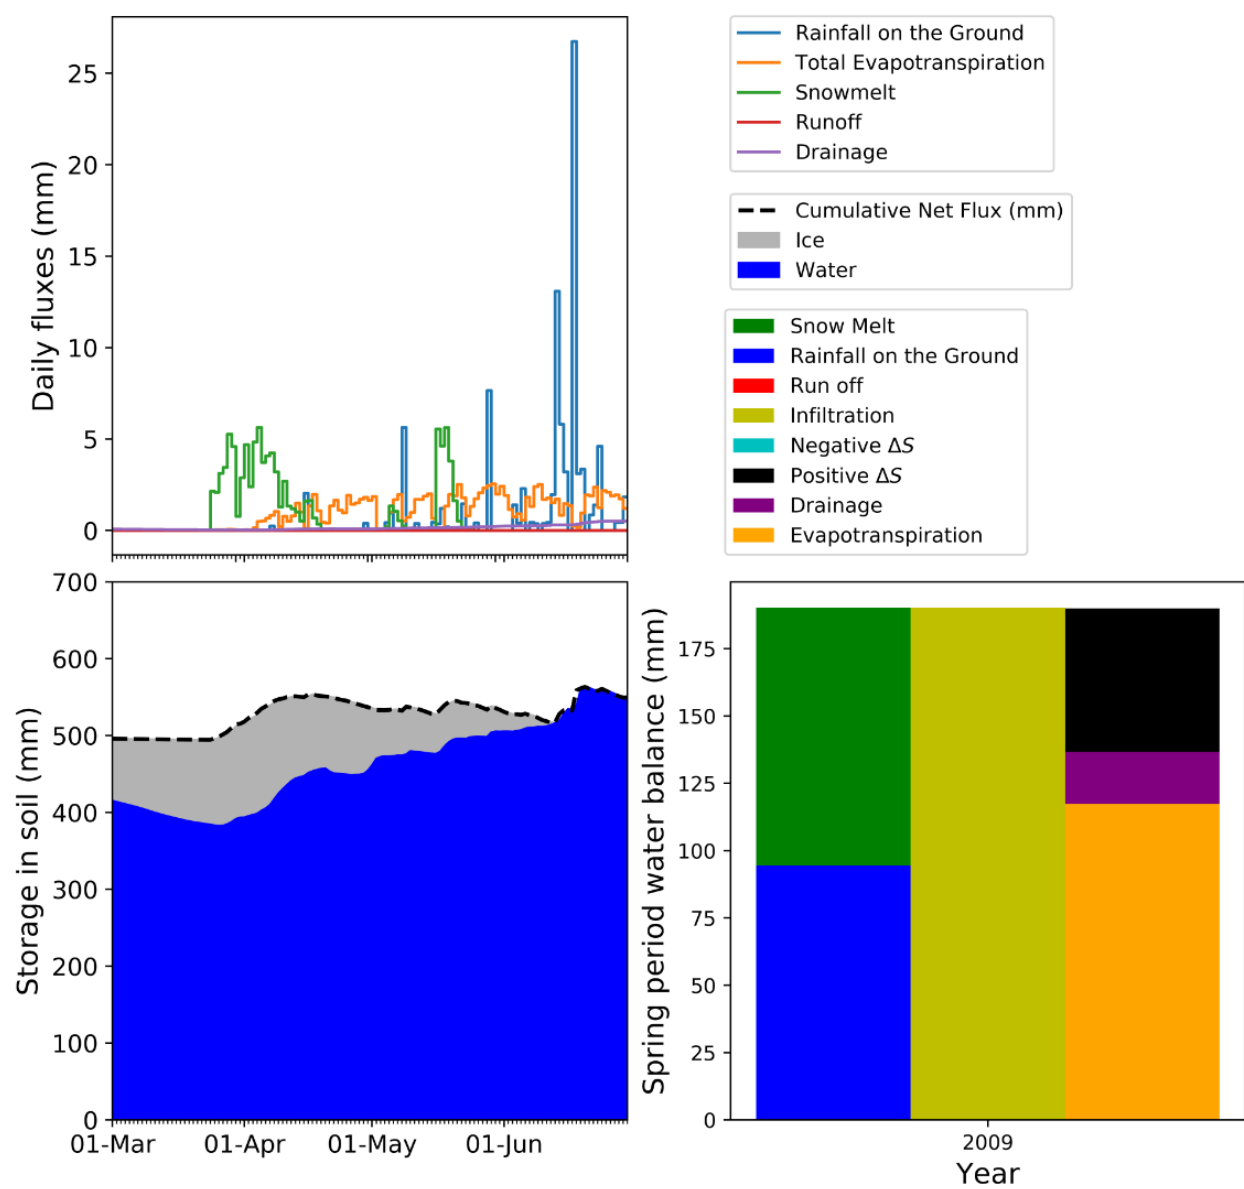 Daily fluxes (mm)
25
20
15
10
5
0
Rainfall on the Ground
Total Evapotranspiration
Snowmelt
Runoff
Drainage
Cumulative Net Flux (mm)
Ice
Water
Snow Melt
Rainfall on the Ground
Run off
Infiltration
Negative ΔS
Positive ΔS
Drainage
Evapotranspiration
Storage in soil (mm)
700
600
500
400
300
200
100
0
01-Mar 01-Apr 01-May 01-Jun
Spring period water balance (mm)
175
150
125
100
75
50
25
0
2009
Year